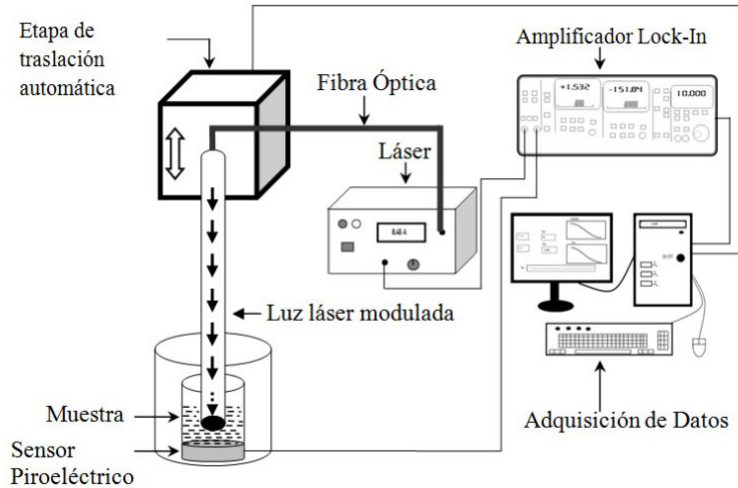 Etapa de
traslación
automática
Amplificador Lock-In
Fibra Óptica
+1.532
-151.84
10.000
Láser
Luz láser modulada
Muestra
Sensor
Piroeléctrico
Adquisición de Datos